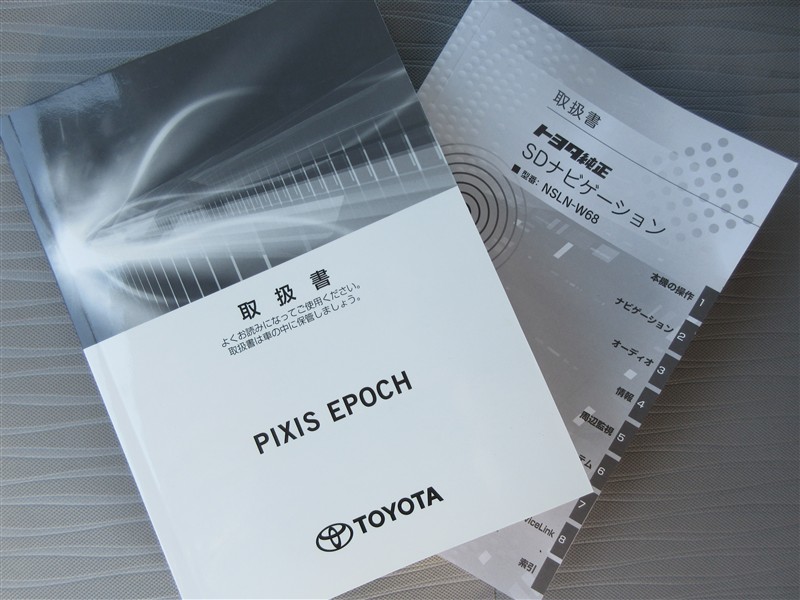 取扱書
よくお読みになってご使用ください。
取扱書は車の中に保管しましょう。
PIXIS EPOCH
TOYOTA
取扱書
トヨタ純正
SDナビゲーション
■型番：NSLN-W68
本機の操作 1
ナビゲーション 2
オーディオ 3
情報 4
周辺監視 5
テム 6
7
viceLink 8
索引